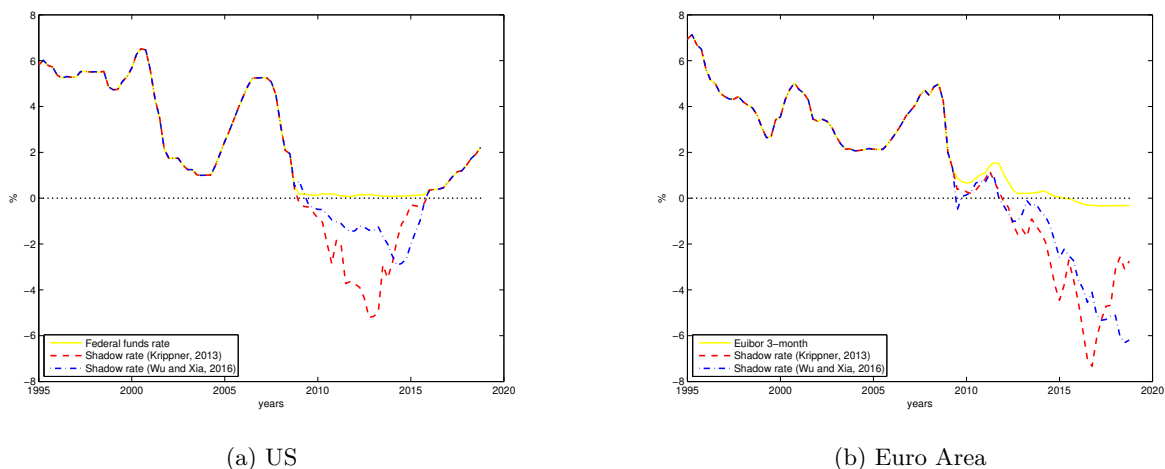 8
6
4
2
0
−2
−4
−6
−8
%
1995 2000 2005 2010 2015 2020
years
Federal funds rate
Shadow rate (Krippner, 2013)
Shadow rate (Wu and Xia, 2016)
(a) US
8
6
4
2
0
−2
−4
−6
−8
%
1995 2000 2005 2010 2015 2020
years
Euibor 3−month
Shadow rate (Krippner, 2013)
Shadow rate (Wu and Xia, 2016)
(b) Euro Area